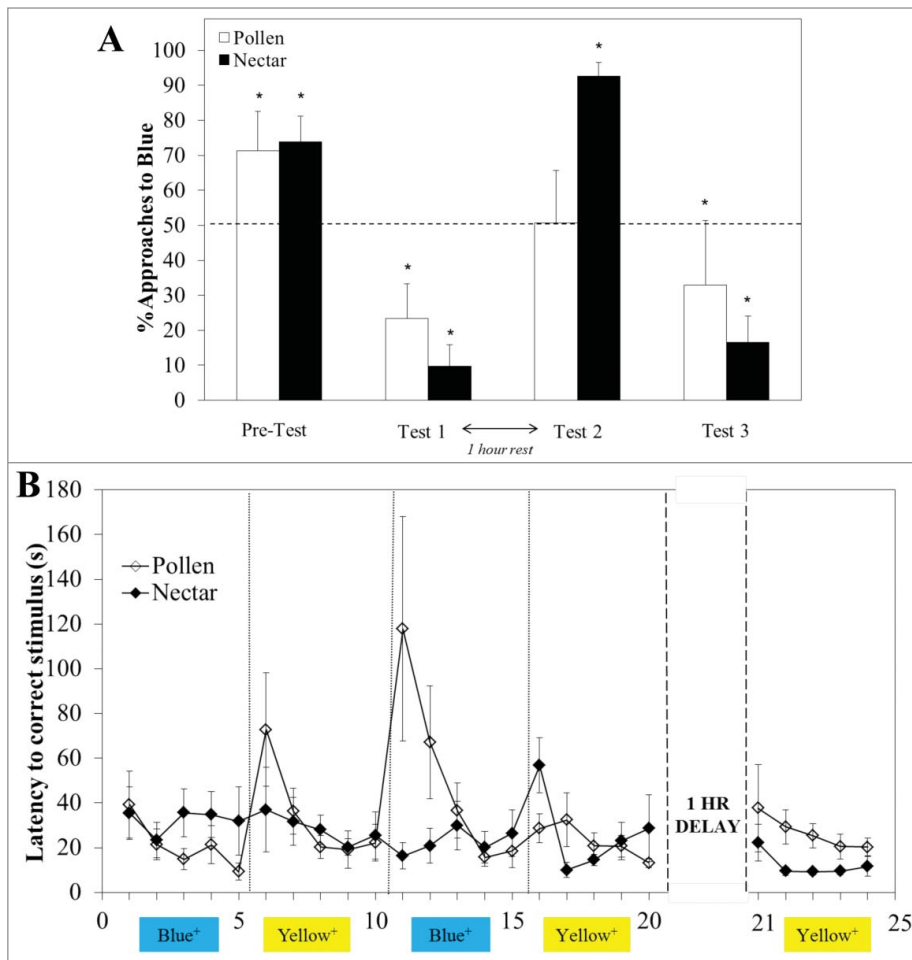 A
Pollen
Nectar
%Approaches to Blue
100
90
80
70
60
50
40
30
20
10
0
* * * * * * *
Pre-Test Test 1 Test 2 Test 3
1 hour rest
B
Latency to correct stimulus (s)
180
160
140
120
100
80
60
40
20
0
Pollen
Nectar
1 HR
DELAY
0 5 10 15 20 21 25
Blue+ Yellow+ Blue+ Yellow+ Yellow+